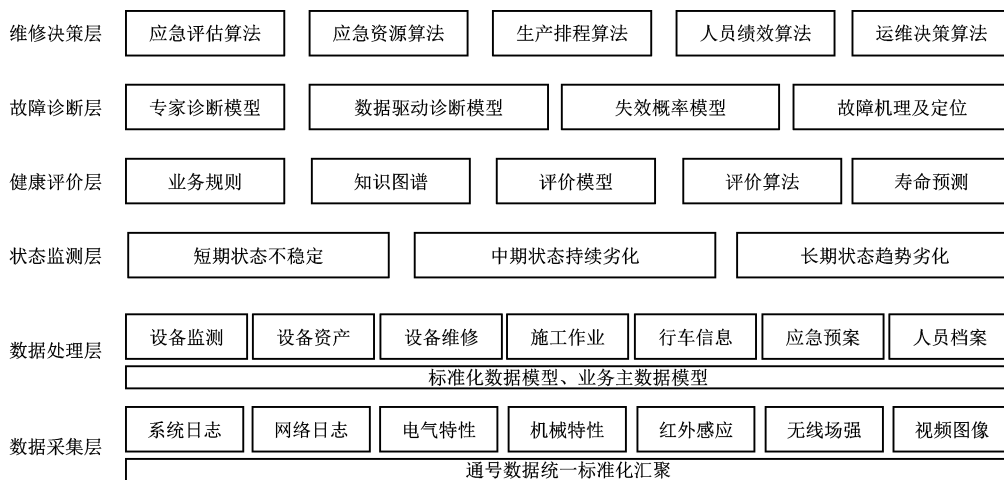 维修决策层 应急评估算法 应急资源算法 生产排程算法 人员绩效算法 运维决策算法
故障诊断层 专家诊断模型 数据驱动诊断模型 失效概率模型 故障机理及定位
健康评价层 业务规则 知识图谱 评价模型 评价算法 寿命预测
状态监测层 短期状态不稳定 中期状态持续劣化 长期状态趋势劣化
数据处理层 设备监测 设备资产 设备维修 施工作业 行车信息 应急预案 人员档案
标准化数据模型、业务主数据模型
数据采集层 系统日志 网络日志 电气特性 机械特性 红外感应 无线场强 视频图像
通号数据统一标准化汇聚